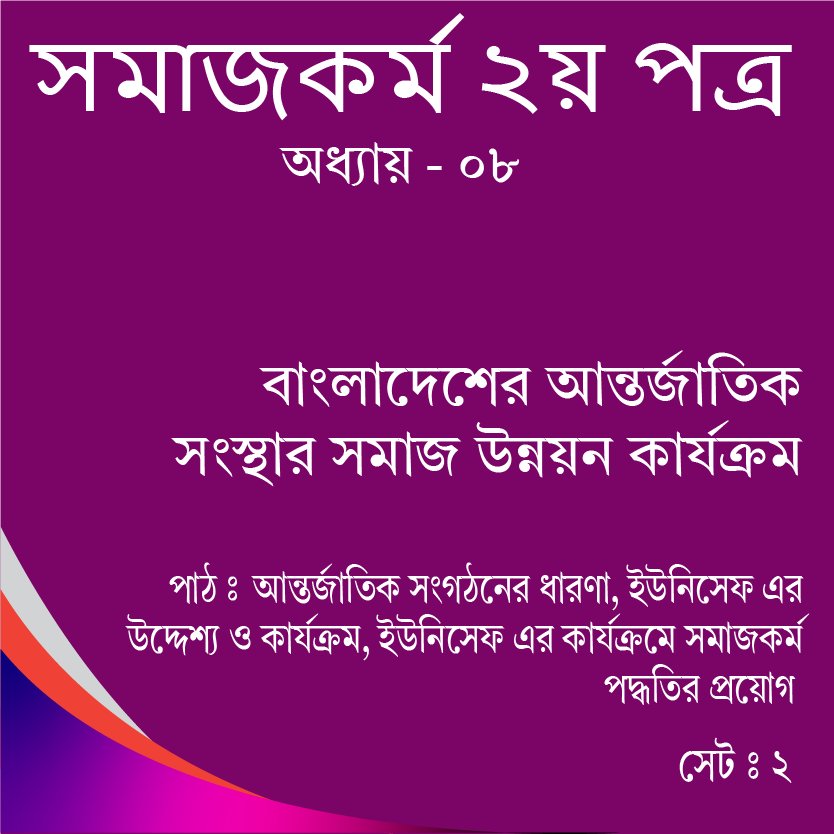 সমাজকর্ম ২য় পত্র
অধ্যায় - ০৮
বাংলাদেশের আন্তর্জাতিক
সংস্থার সমাজ উন্নয়ন কার্যক্রম
পাঠ ঃ আন্তর্জাতিক সংগঠনের ধারণা, ইউনিসেফ এর
উদ্দেশ্য ও কার্যক্রম, ইউনিসেফ এর কার্যক্রমে সমাজকর্ম
পদ্ধতির প্রয়োগ
সেট ঃ ২